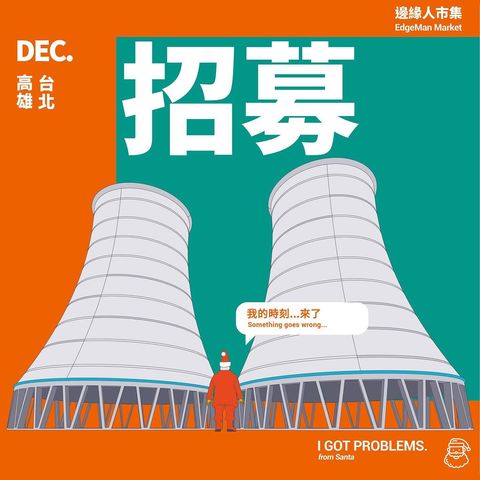 邊緣人市集
EdgeMan Market
DEC.
台北
高雄
招募
我的時刻...來了
Something goes wrong...
I GOT PROBLEMS.
from Santa